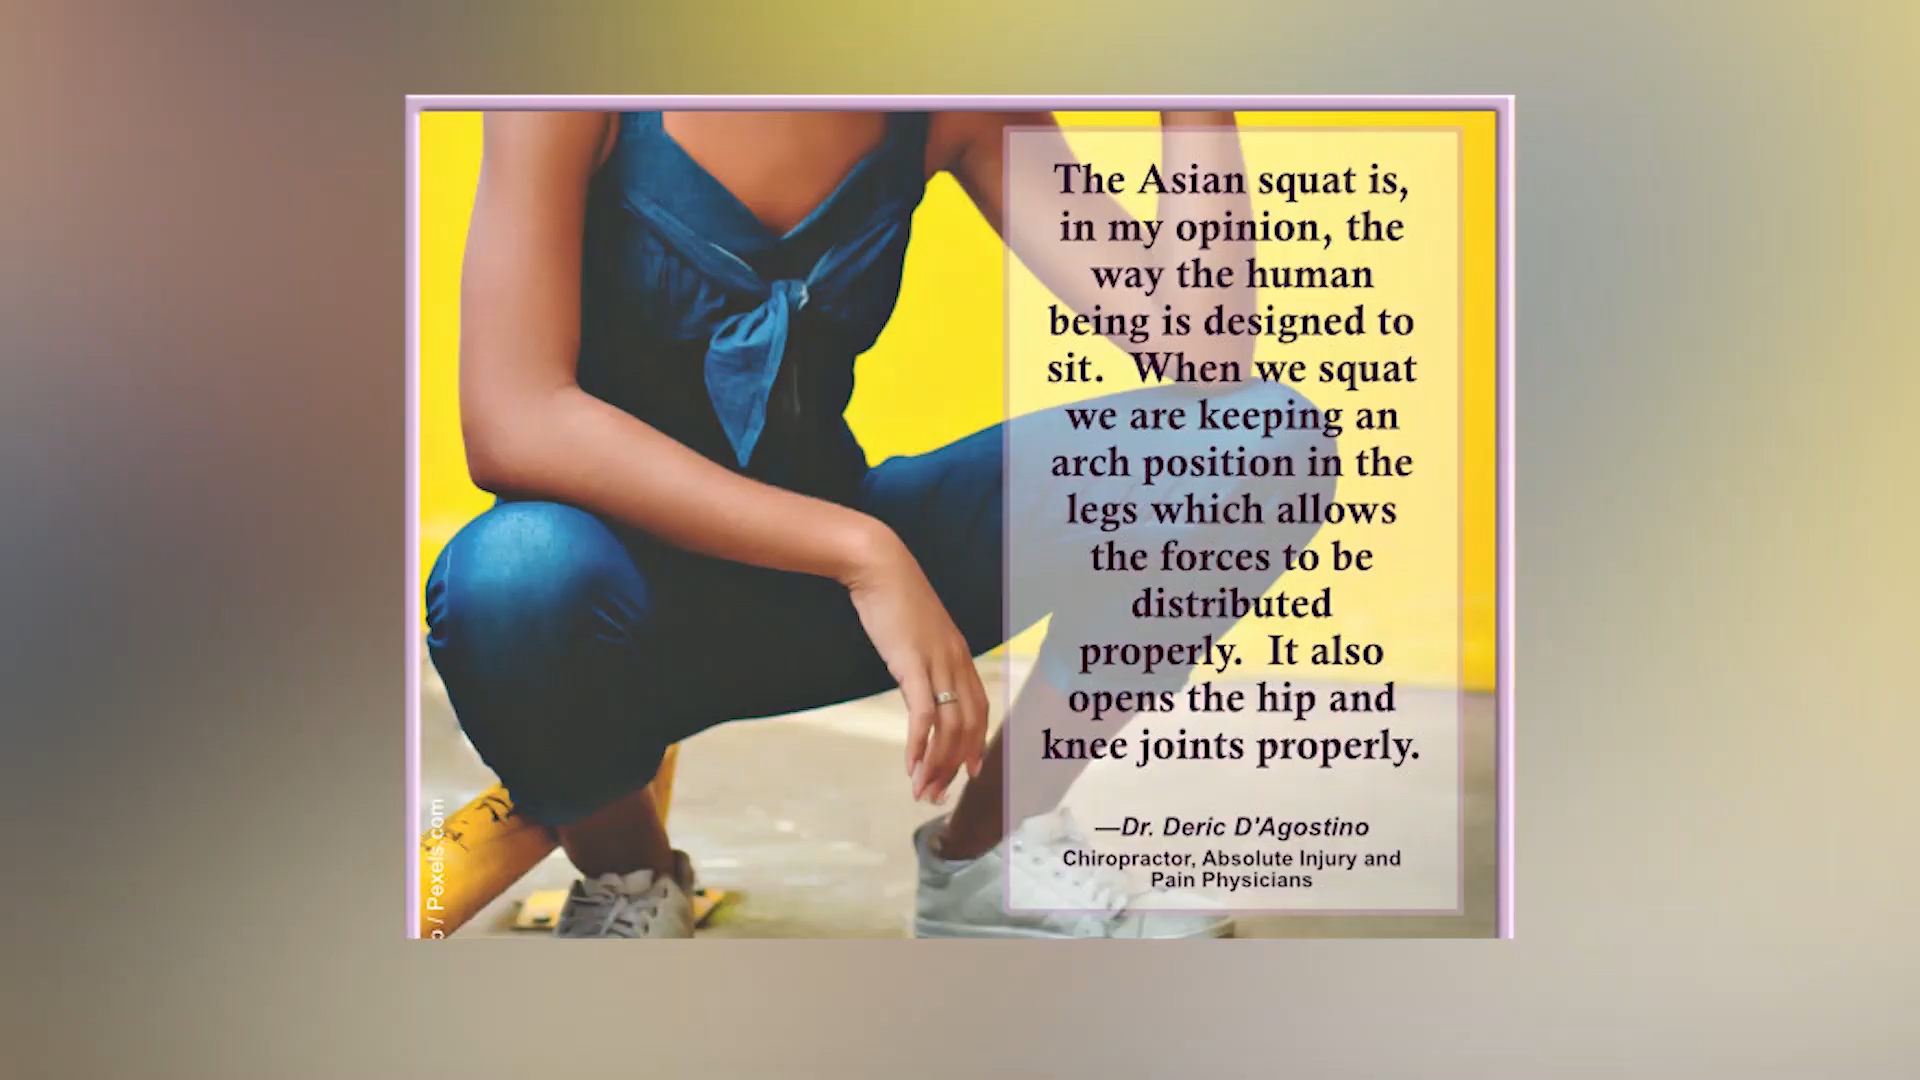 The Asian squat is,
in my opinion, the
way the human
being is designed to
sit. When we squat
we are keeping an
arch position in the
legs which allows
the forces to be
distributed
properly. It also
opens the hip and
knee joints properly.
—Dr. Deric D'Agostino
Chiropractor, Absolute Injury and
Pain Physicians
/ Pexels.com